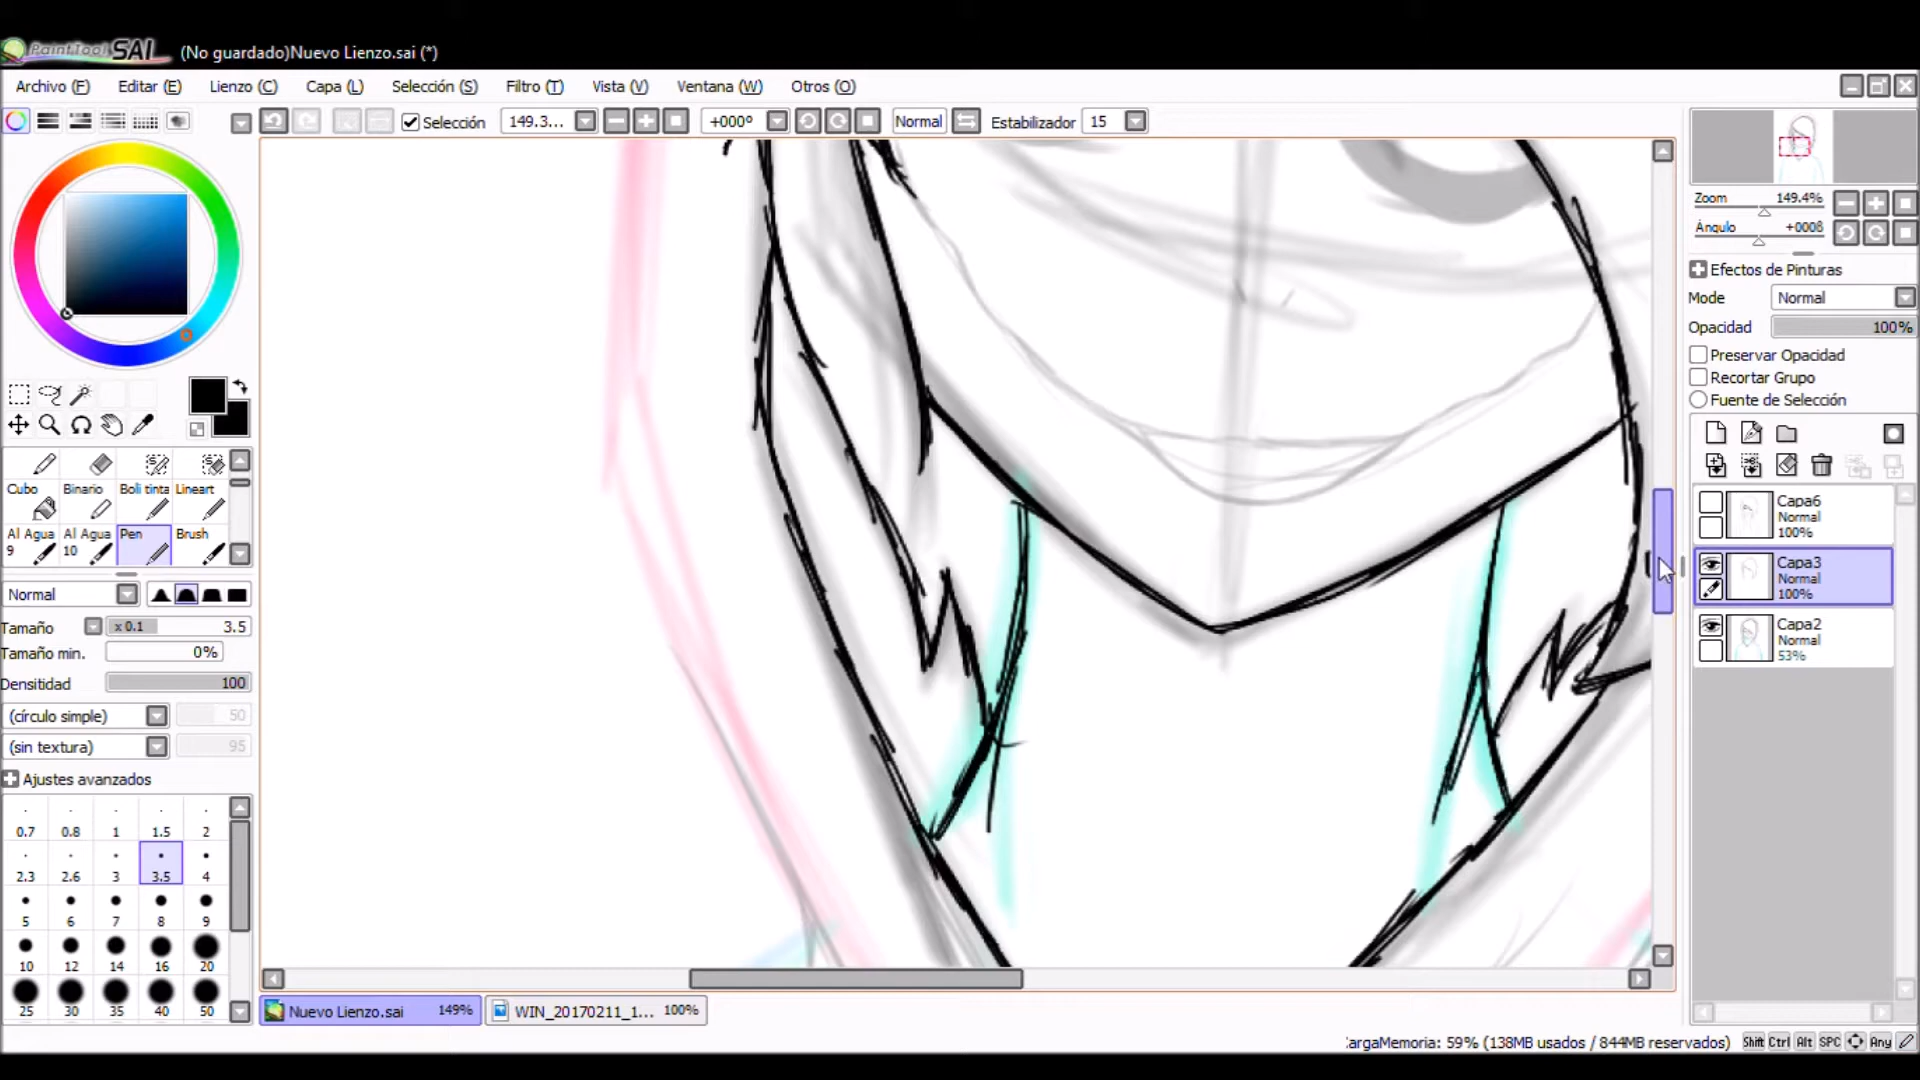 PaintTool SAI (No guardado)Nuevo Lienzo.sai (*)
Archivo (F) Editar (E) Lienzo (C) Capa (L) Selección (S) Filtro (T) Vista (V) Ventana (W) Otros (O)
Selección 149.3... +000º Normal Estabilizador 15
Zoom 149.4%
Ángulo +000º
Efectos de Pinturas
Mode Normal
Opacidad 100%
Preservar Opacidad
Recortar Grupo
Fuente de Selección
Capa6
Normal
100%
Capa3
Normal
100%
Capa2
Normal
53%
Cubo Binario Boli tinta Lineart
Al Agua 9 Al Agua 10 Pen Brush
Normal
Tamaño x 0.1 3.5
Tamaño min. 0%
Densitidad 100
(círculo simple) 50
(sin textura) 95
Ajustes avanzados
0.7 0.8 1 1.5 2
2.3 2.6 3 3.5 4
5 6 7 8 9
10 12 14 16 20
25 30 35 40 50
Nuevo Lienzo.sai 149% WIN_20170211_1... 100%
CargaMemoria: 59% (138MB usados / 844MB reservados) Shift Ctrl Alt SPC Any